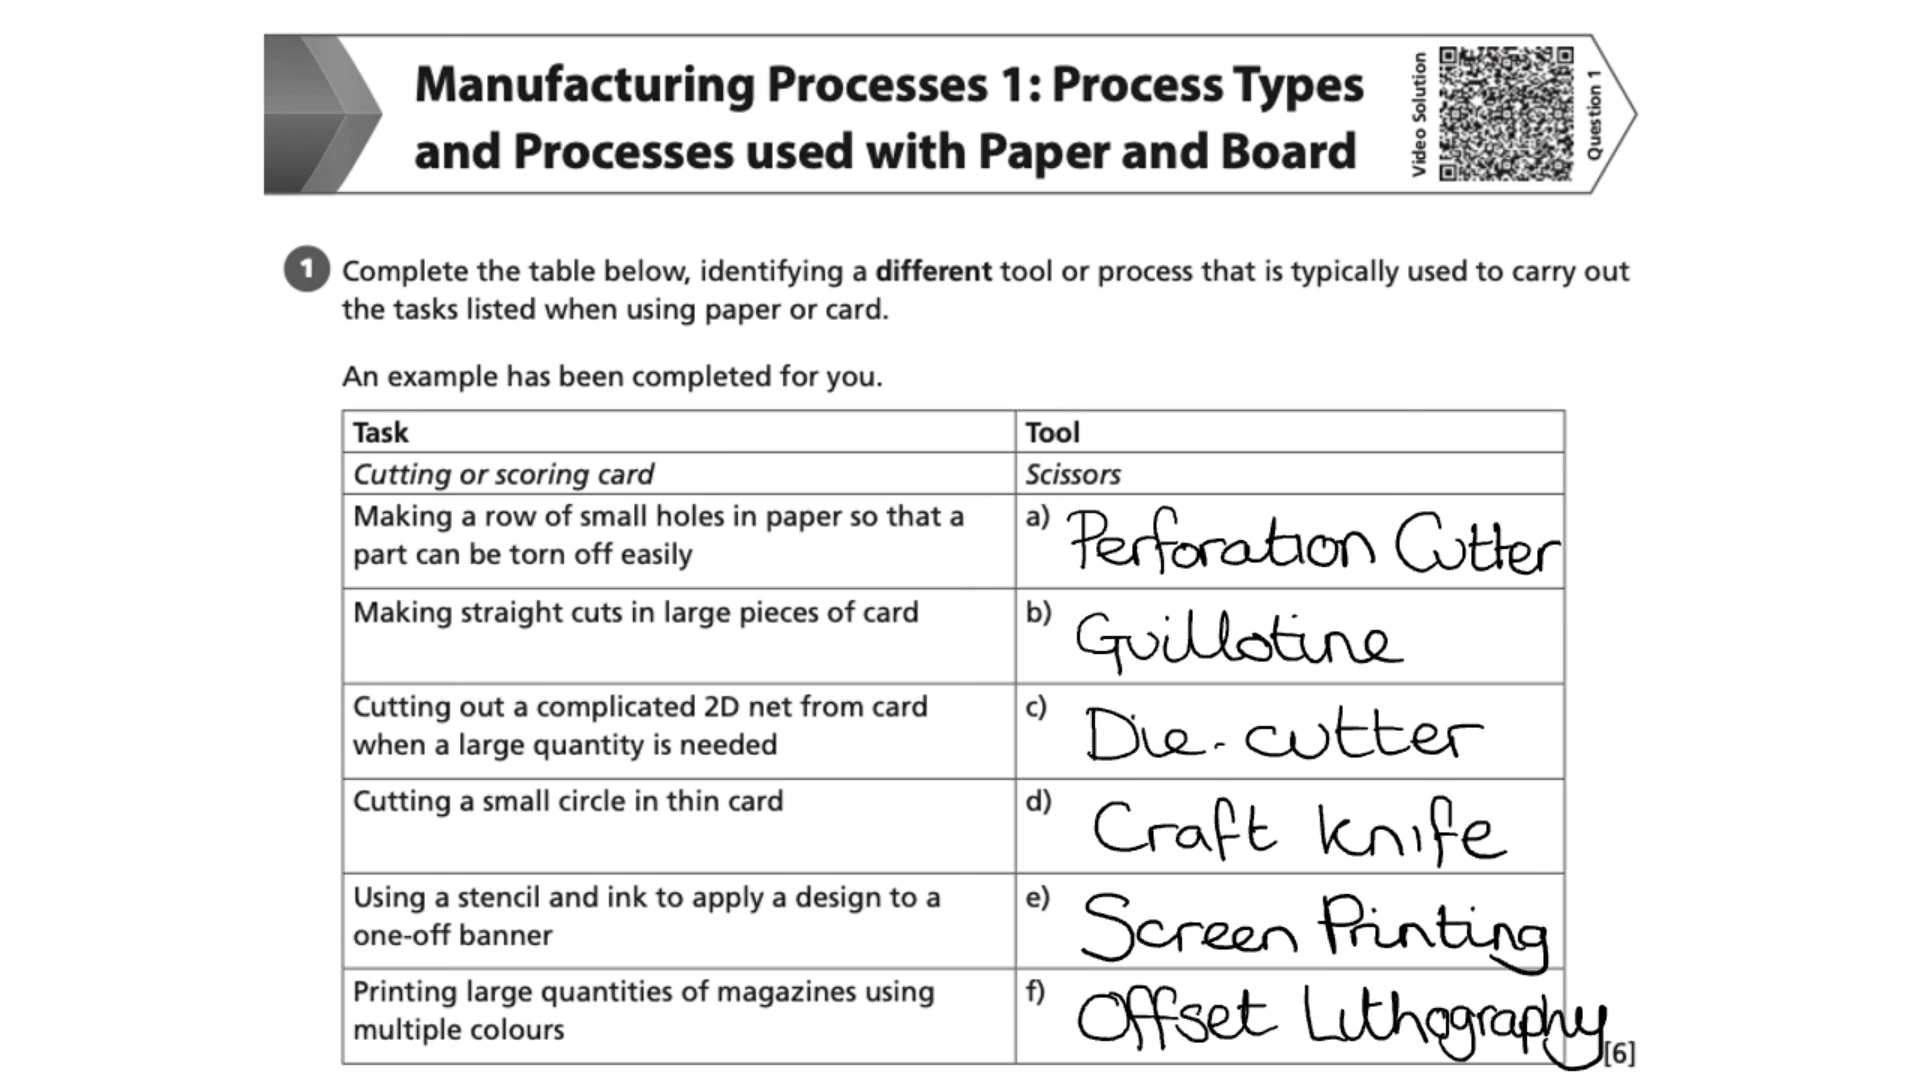 Manufacturing Processes 1: Process Types
and Processes used with Paper and Board
Video Solution
Question 1
1 Complete the table below, identifying a different tool or process that is typically used to carry out
the tasks listed when using paper or card.
An example has been completed for you.
Task
Tool
Cutting or scoring card
Scissors
Making a row of small holes in paper so that a
part can be torn off easily
a) Perforation Cutter
Making straight cuts in large pieces of card
b) Guillotine
Cutting out a complicated 2D net from card
when a large quantity is needed
c) Die-cutter
Cutting a small circle in thin card
d) Craft Knife
Using a stencil and ink to apply a design to a
one-off banner
e) Screen Printing
Printing large quantities of magazines using
multiple colours
f) Offset Lithography
[6]